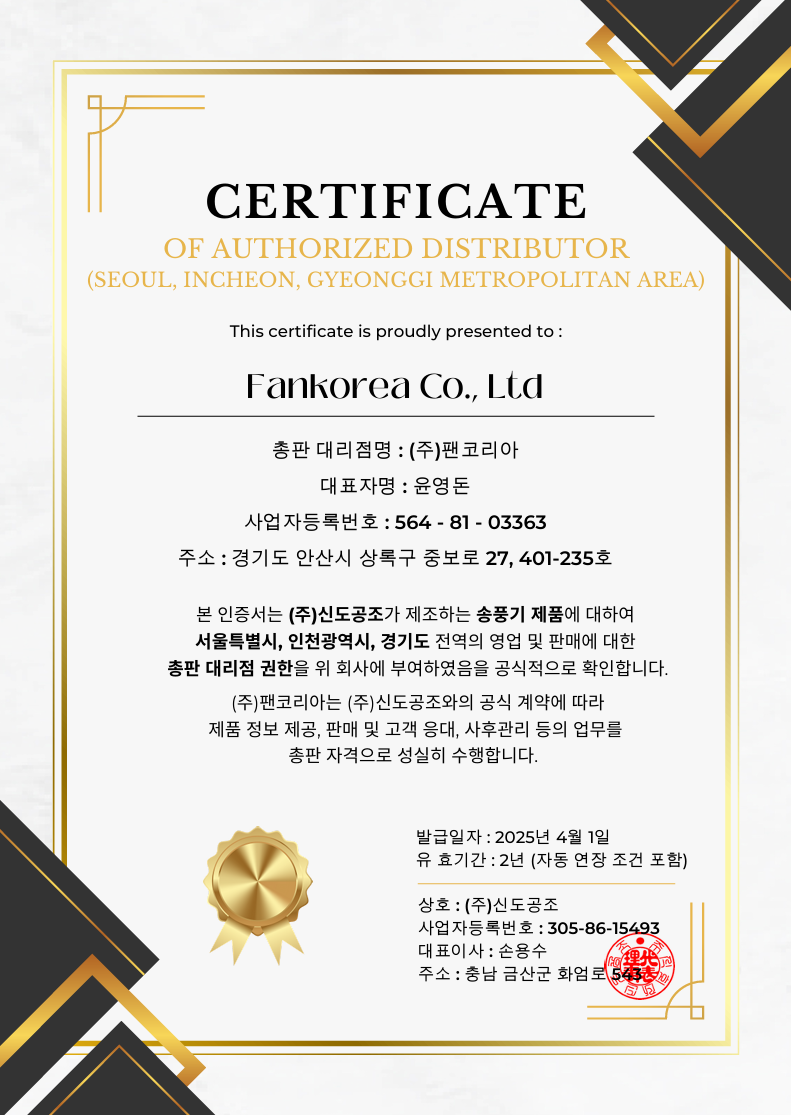 CERTIFICATE
OF AUTHORIZED DISTRIBUTOR
(SEOUL, INCHEON, GYEONGGI METROPOLITAN AREA)
This certificate is proudly presented to :
Fankorea Co., Ltd
총판 대리점명 : (주)팬코리아
대표자명 : 윤영돈
사업자등록번호 : 564 - 81 - 03363
주소 : 경기도 안산시 상록구 중보로 27, 401-235호
본 인증서는 (주)신도공조가 제조하는 송풍기 제품에 대하여
서울특별시, 인천광역시, 경기도 전역의 영업 및 판매에 대한
총판 대리점 권한을 위 회사에 부여하였음을 공식적으로 확인합니다.
(주)팬코리아는 (주)신도공조와의 공식 계약에 따라
제품 정보 제공, 판매 및 고객 응대, 사후관리 등의 업무를
총판 자격으로 성실히 수행합니다.
발급일자 : 2025년 4월 1일
유 효기간 : 2년 (자동 연장 조건 포함)
상호 : (주)신도공조
사업자등록번호 : 305-86-15493
대표이사 : 손용수
주소 : 충남 금산군 화엄로 543